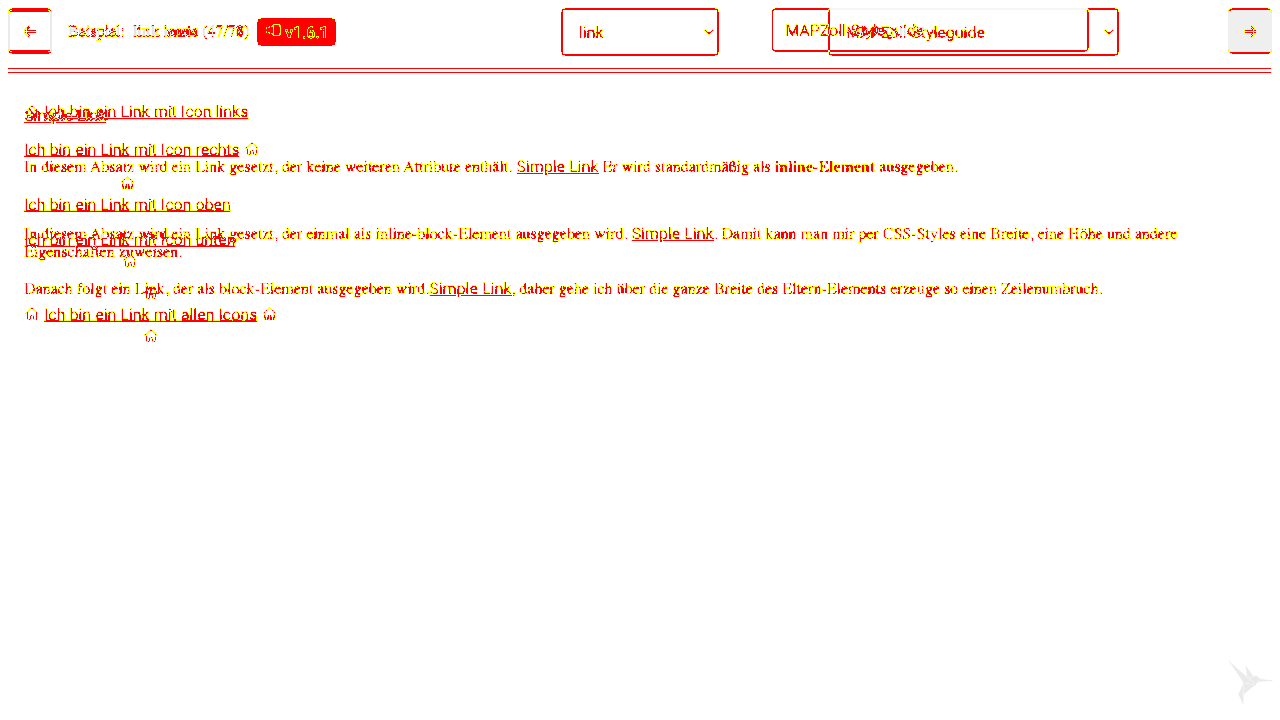 Beispiel: link (47/76) v1.6.1 link MAPZoll-Styleguide MAPZoll-Styleguide
Ich bin ein Link mit Icon links
Simple Link
Ich bin ein Link mit Icon rechts
In diesem Absatz wird ein Link gesetzt, der keine weiteren Attribute enthält. Simple Link Er wird standardmäßig als inline-Element ausgegeben.
Ich bin ein Link mit Icon oben
In diesem Absatz wird ein Link gesetzt, der einmal als inline-block-Element ausgegeben wird. Simple Link. Damit kann man mir per CSS-Styles eine Breite, eine Höhe und andere
Ich bin ein Link mit Icon unten
Eigenschaften zuweisen.
Danach folgt ein Link, der als block-Element ausgegeben wird.Simple Link, daher gehe ich über die ganze Breite des Eltern-Elements erzeuge so einen Zeilenumbruch.
Ich bin ein Link mit allen Icons